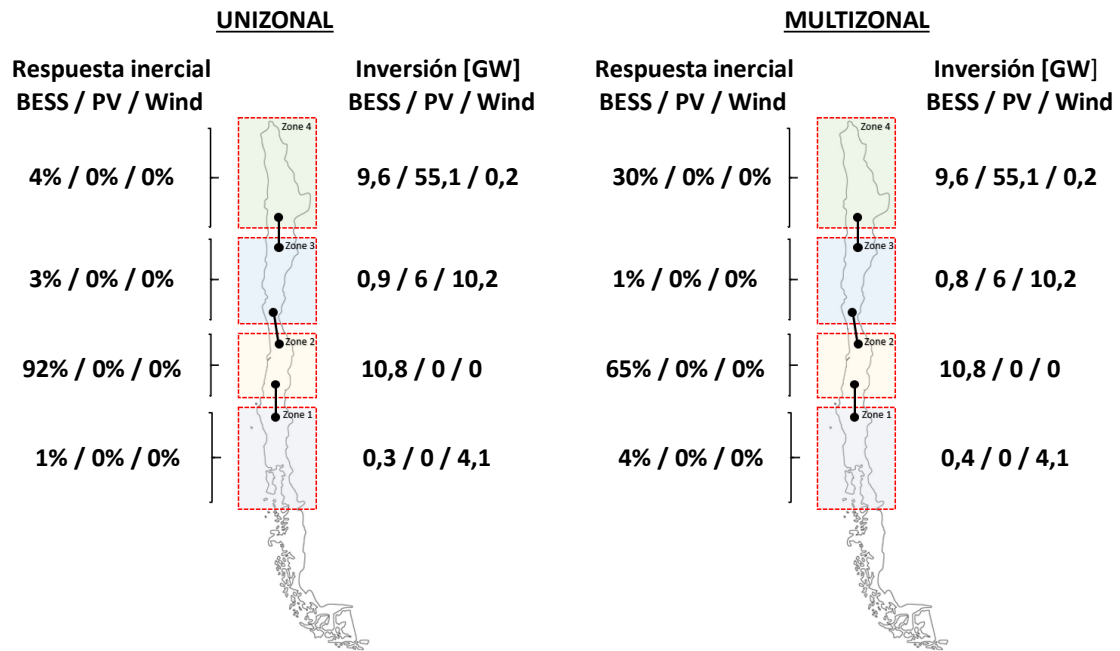 UNIZONAL
Respuesta inercial
BESS / PV / Wind
Inversión [GW]
BESS / PV / Wind
Zone 4
4% / 0% / 0%
9,6 / 55,1 / 0,2
Zone 3
3% / 0% / 0%
0,9 / 6 / 10,2
Zone 2
92% / 0% / 0%
10,8 / 0 / 0
Zone 1
1% / 0% / 0%
0,3 / 0 / 4,1
MULTIZONAL
Respuesta inercial
BESS / PV / Wind
Inversión [GW]
BESS / PV / Wind
Zone 4
30% / 0% / 0%
9,6 / 55,1 / 0,2
Zone 3
1% / 0% / 0%
0,8 / 6 / 10,2
Zone 2
65% / 0% / 0%
10,8 / 0 / 0
Zone 1
4% / 0% / 0%
0,4 / 0 / 4,1